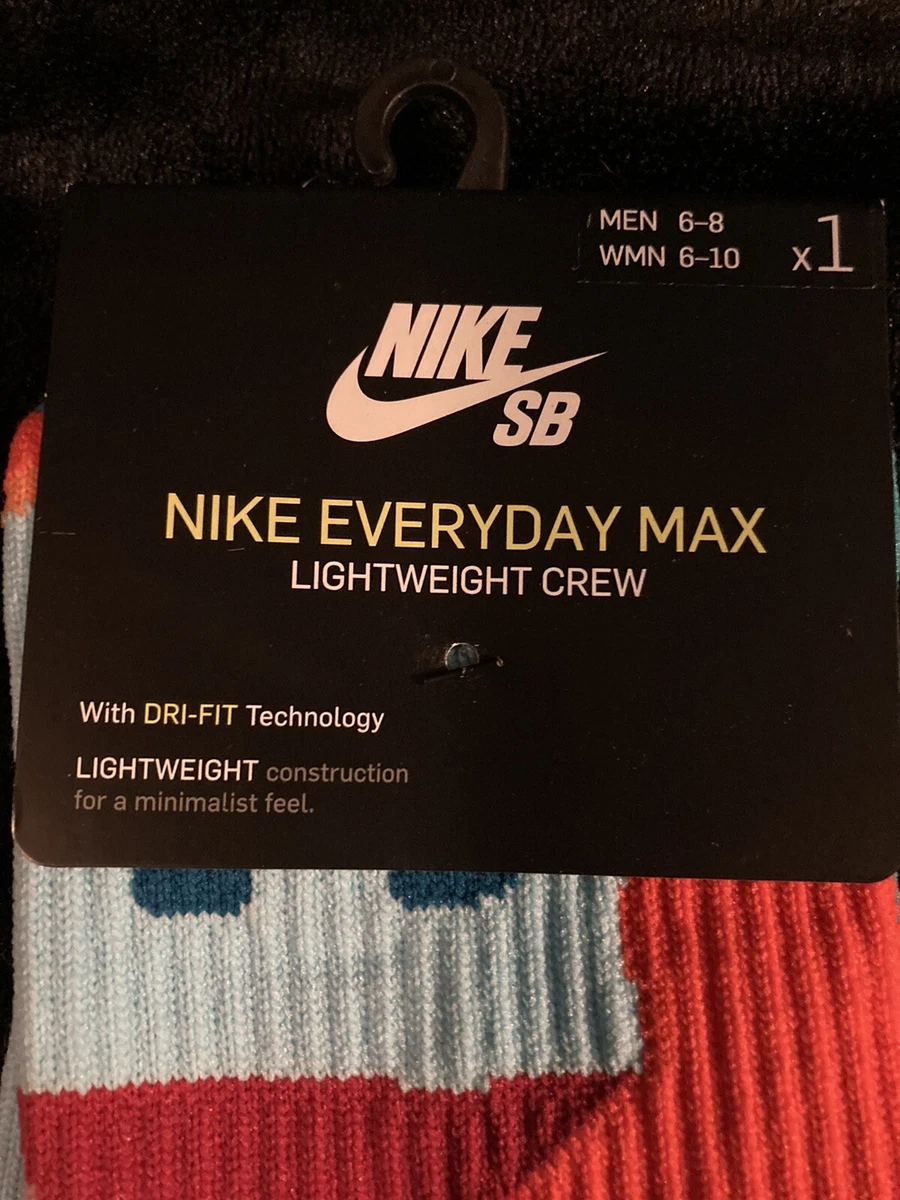 MEN 6–8
WMN 6–10
x1
NIKE
SB
NIKE EVERYDAY MAX
LIGHTWEIGHT CREW
With DRI-FIT Technology
LIGHTWEIGHT construction
for a minimalist feel.